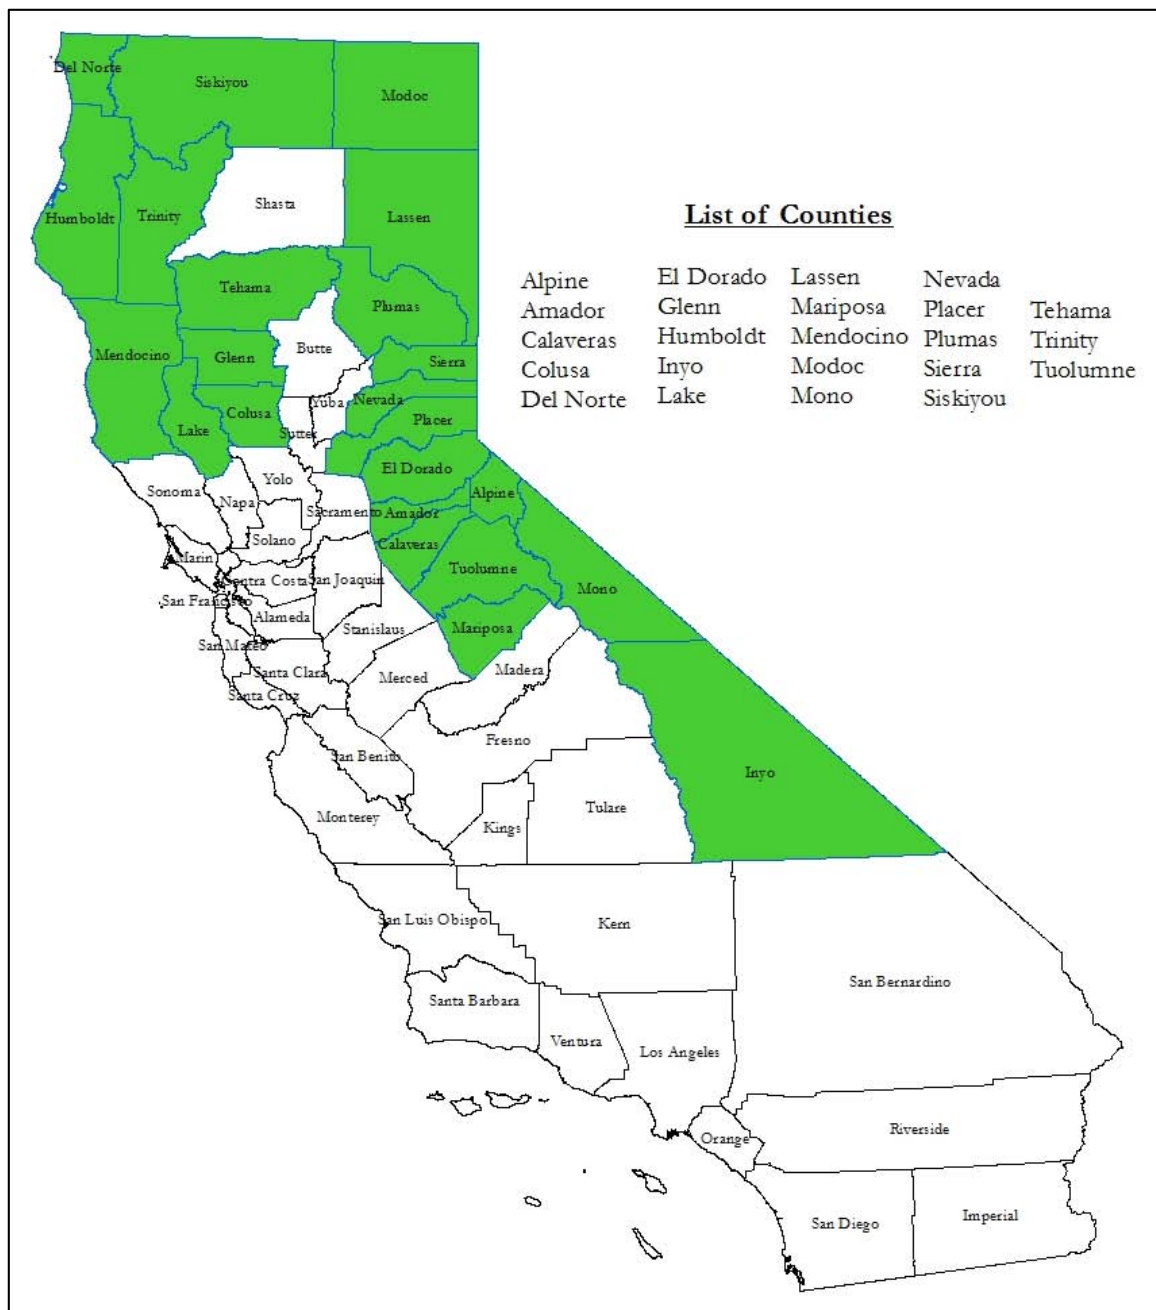 Del Norte
Siskiyou
Modoc
Humboldt
Trinity
Shasta
Lassen
Tehama
Plumas
Mendocino
Glenn
Butte
Sierra
Lake
Colusa
Sutter
Yuba
Nevada
Placer
El Dorado
Sonoma
Napa
Yolo
Sacramento
Amador
Alpine
Solano
Calaveras
Marin
Contra Costa
San Joaquin
Tuolumne
Mono
San Francisco
Alameda
Stanislaus
Mariposa
San Mateo
Santa Clara
Merced
Madera
Santa Cruz
Fresno
San Benito
Inyo
Monterey
Kings
Tulare
San Luis Obispo
Kern
San Bernardino
Santa Barbara
Ventura
Los Angeles
Orange
Riverside
San Diego
Imperial
List of Counties
Alpine
Amador
Calaveras
Colusa
Del Norte
El Dorado
Glenn
Humboldt
Inyo
Lake
Lassen
Mariposa
Mendocino
Modoc
Mono
Nevada
Placer
Plumas
Sierra
Siskiyou
Tehama
Trinity
Tuolumne